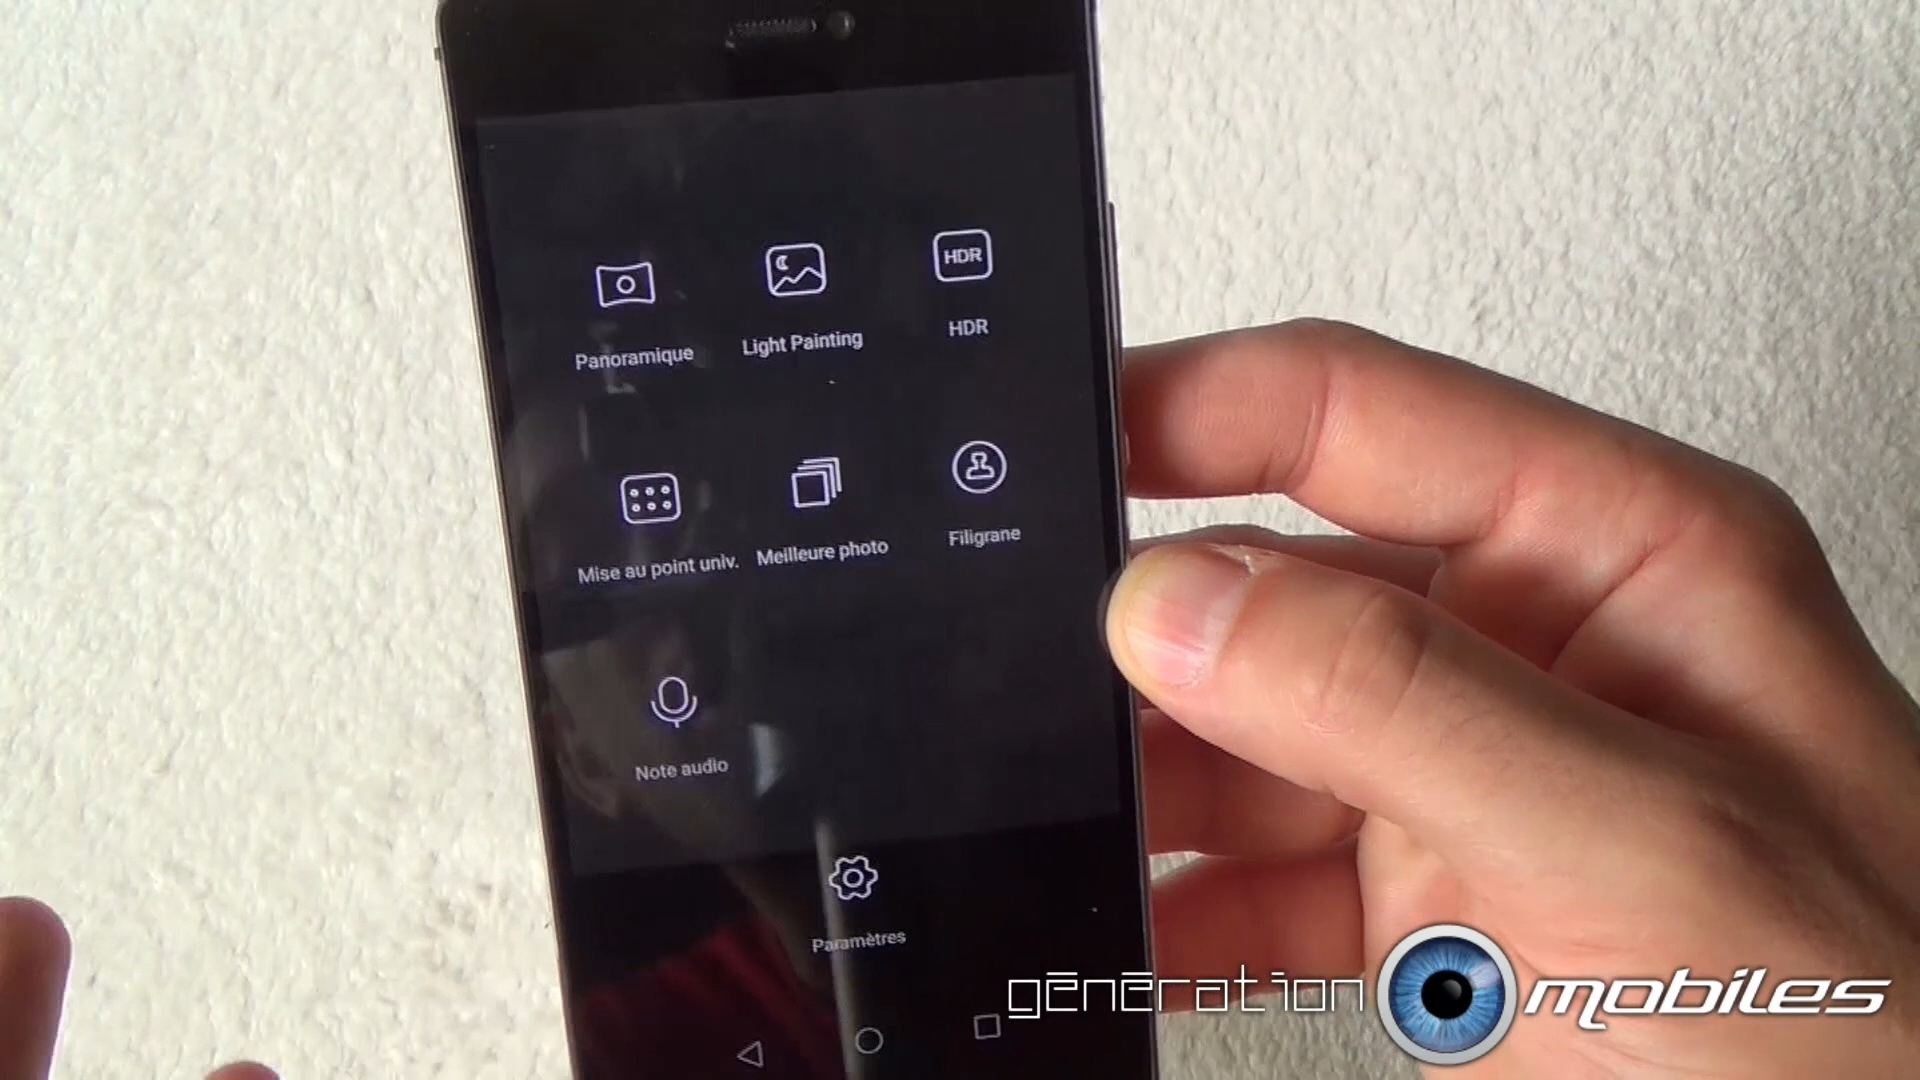 HDR
Panoramique
Light Painting
HDR
Mise au point univ.
Meilleure photo
Filigrane
Note audio
Paramètres
génération mobiles